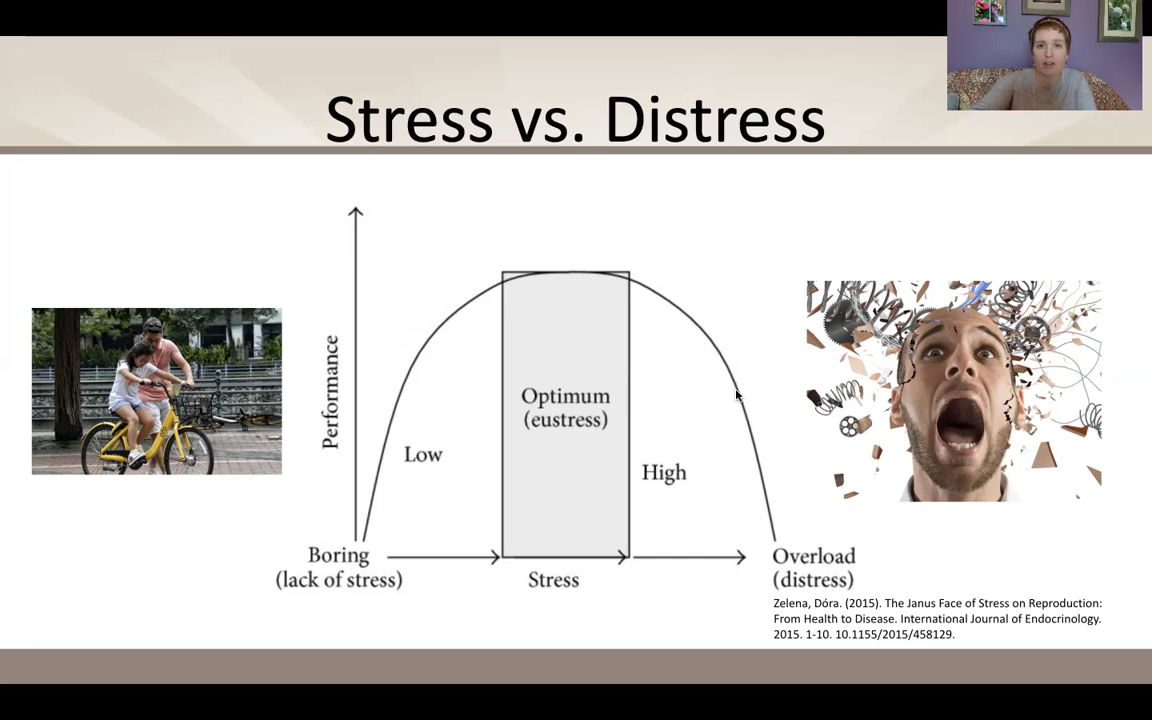 Stress vs. Distress
Performance
Optimum
(eustress)
Low
High
Boring
(lack of stress)
Stress
Overload
(distress)
Zelena, Dóra. (2015). The Janus Face of Stress on Reproduction:
From Health to Disease. International Journal of Endocrinology.
2015. 1-10. 10.1155/2015/458129.